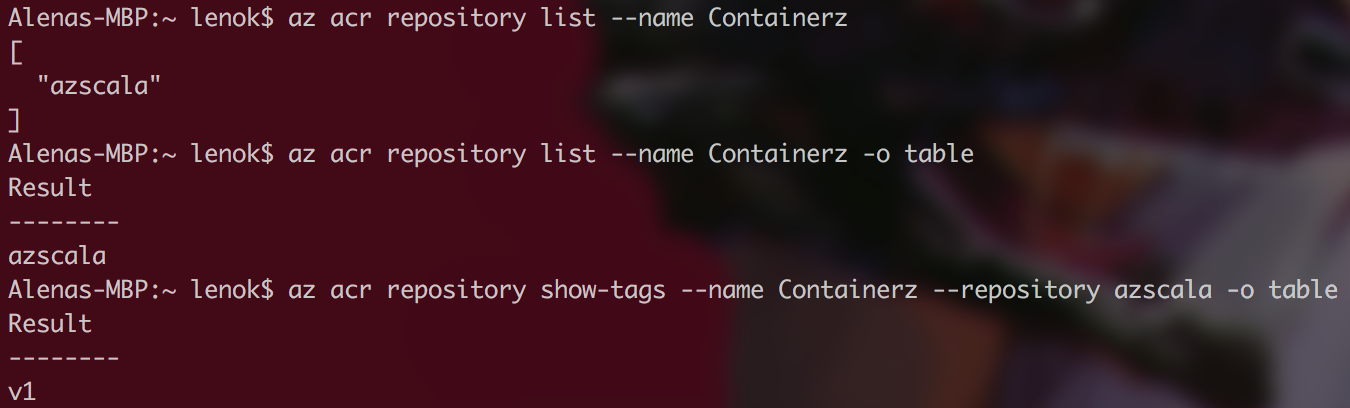 Alenas-MBP:~ lenok$ az acr repository list --name Containerz
[
  "azscala"
]
Alenas-MBP:~ lenok$ az acr repository list --name Containerz -o table
Result
--------
azscala
Alenas-MBP:~ lenok$ az acr repository show-tags --name Containerz --repository azscala -o table
Result
--------
v1